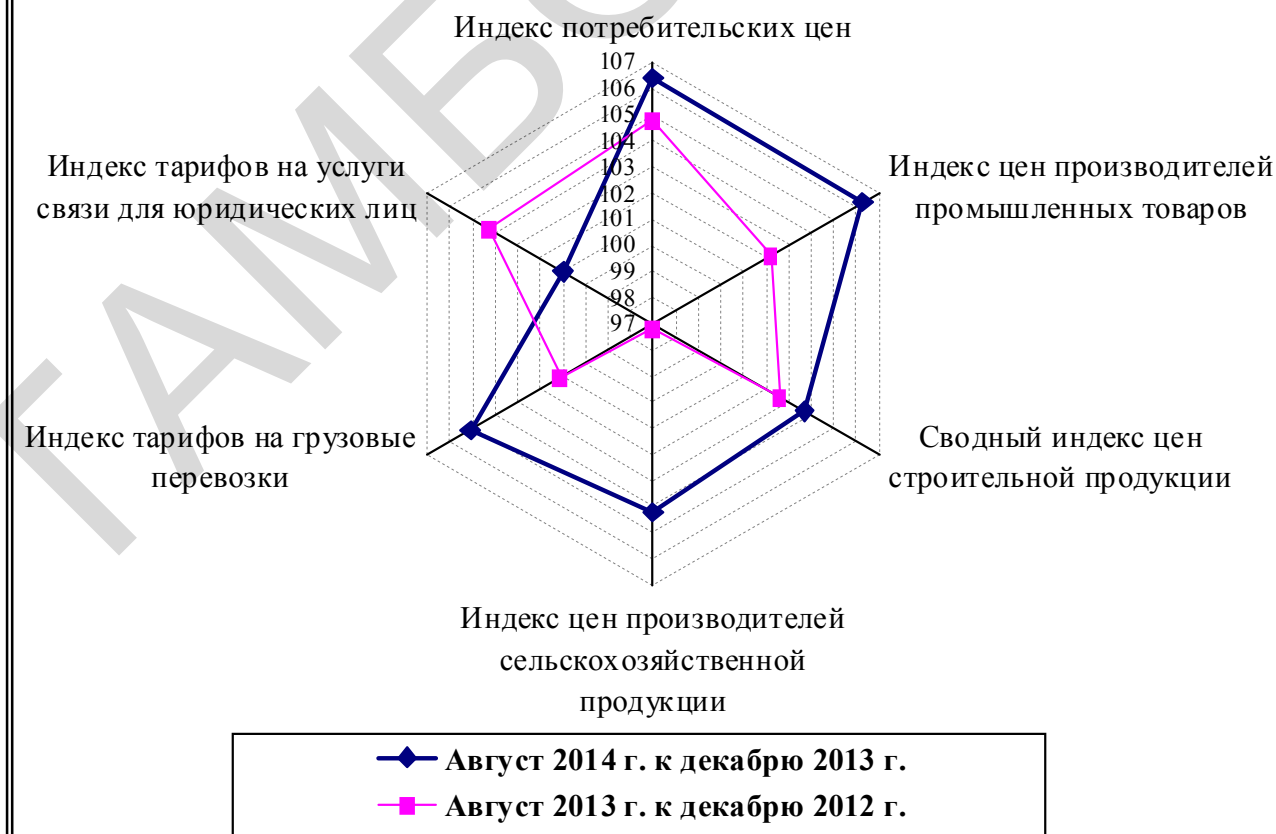 Индекс потребительских цен
107
106
105
104
103
102
101
100
99
98
97
Индекс тарифов на услуги
связи для юридических лиц
Индекс цен производителей
промышленных товаров
Индекс тарифов на грузовые
перевозки
Сводный индекс цен
строительной продукции
Индекс цен производителей
сельскохозяйственной
продукции
Август 2014 г. к декабрю 2013 г.
Август 2013 г. к декабрю 2012 г.
ТАМБ